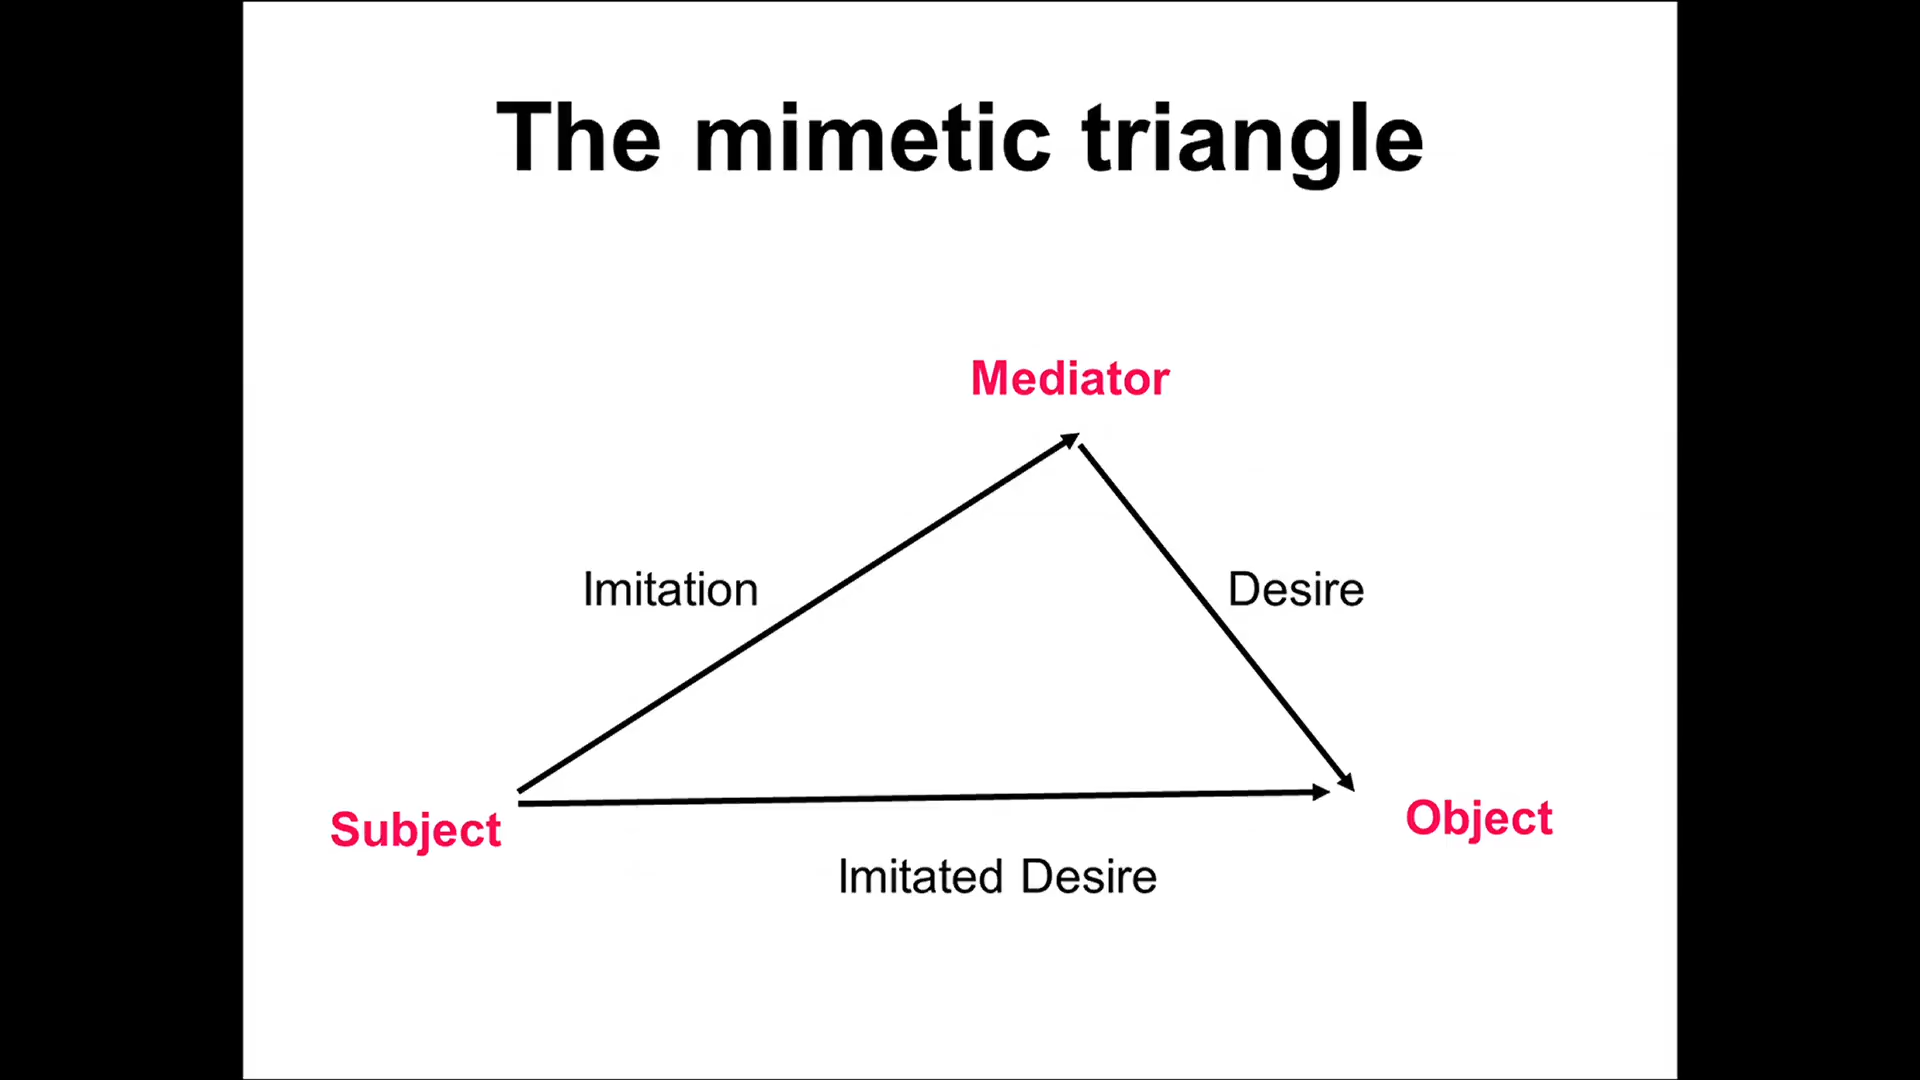 The mimetic triangle
Mediator
Imitation
Desire
Subject
Object
Imitated Desire